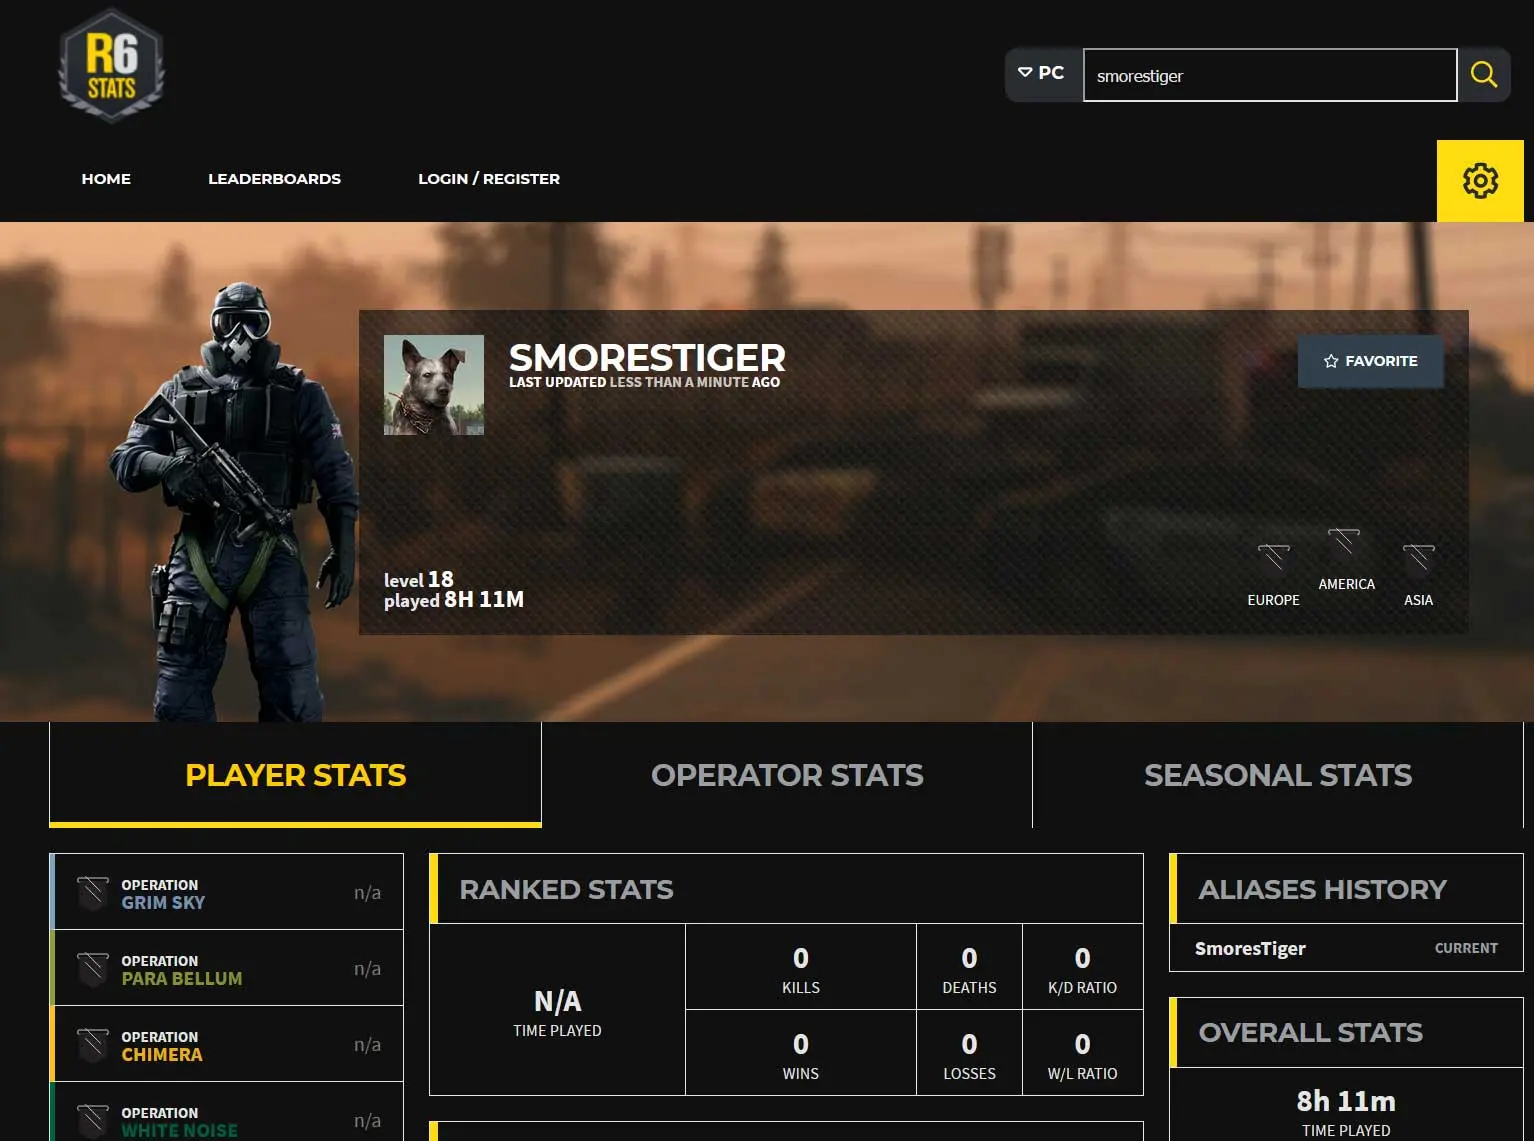 R6
STATS
PC
smorestiger
HOME
LEADERBOARDS
LOGIN / REGISTER
SMORESTIGER
LAST UPDATED LESS THAN A MINUTE AGO
FAVORITE
level 18
played 8H 11M
EUROPE
AMERICA
ASIA
PLAYER STATS
OPERATOR STATS
SEASONAL STATS
OPERATION
GRIM SKY
n/a
OPERATION
PARA BELLUM
n/a
OPERATION
CHIMERA
n/a
OPERATION
WHITE NOISE
n/a
RANKED STATS
N/A
TIME PLAYED
0
KILLS
0
DEATHS
0
K/D RATIO
0
WINS
0
LOSSES
0
W/L RATIO
ALIASES HISTORY
SmoresTiger
CURRENT
OVERALL STATS
8h 11m
TIME PLAYED